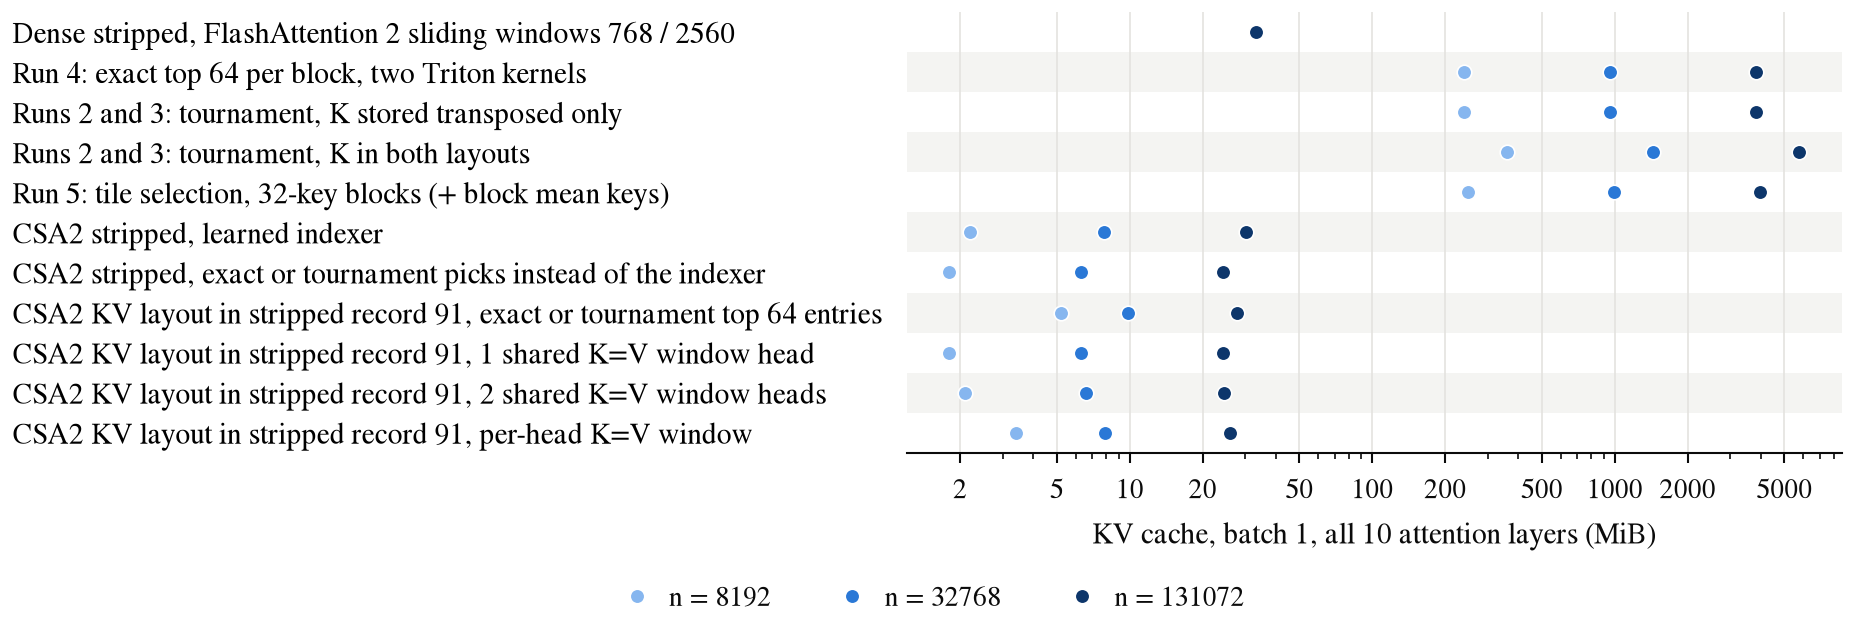 Dense stripped, FlashAttention 2 sliding windows 768 / 2560
Run 4: exact top 64 per block, two Triton kernels
Runs 2 and 3: tournament, K stored transposed only
Runs 2 and 3: tournament, K in both layouts
Run 5: tile selection, 32-key blocks (+ block mean keys)
CSA2 stripped, learned indexer
CSA2 stripped, exact or tournament picks instead of the indexer
CSA2 KV layout in stripped record 91, exact or tournament top 64 entries
CSA2 KV layout in stripped record 91, 1 shared K=V window head
CSA2 KV layout in stripped record 91, 2 shared K=V window heads
CSA2 KV layout in stripped record 91, per-head K=V window
2 5 10 20 50 100 200 500 1000 2000 5000
KV cache, batch 1, all 10 attention layers (MiB)
n = 8192 n = 32768 n = 131072